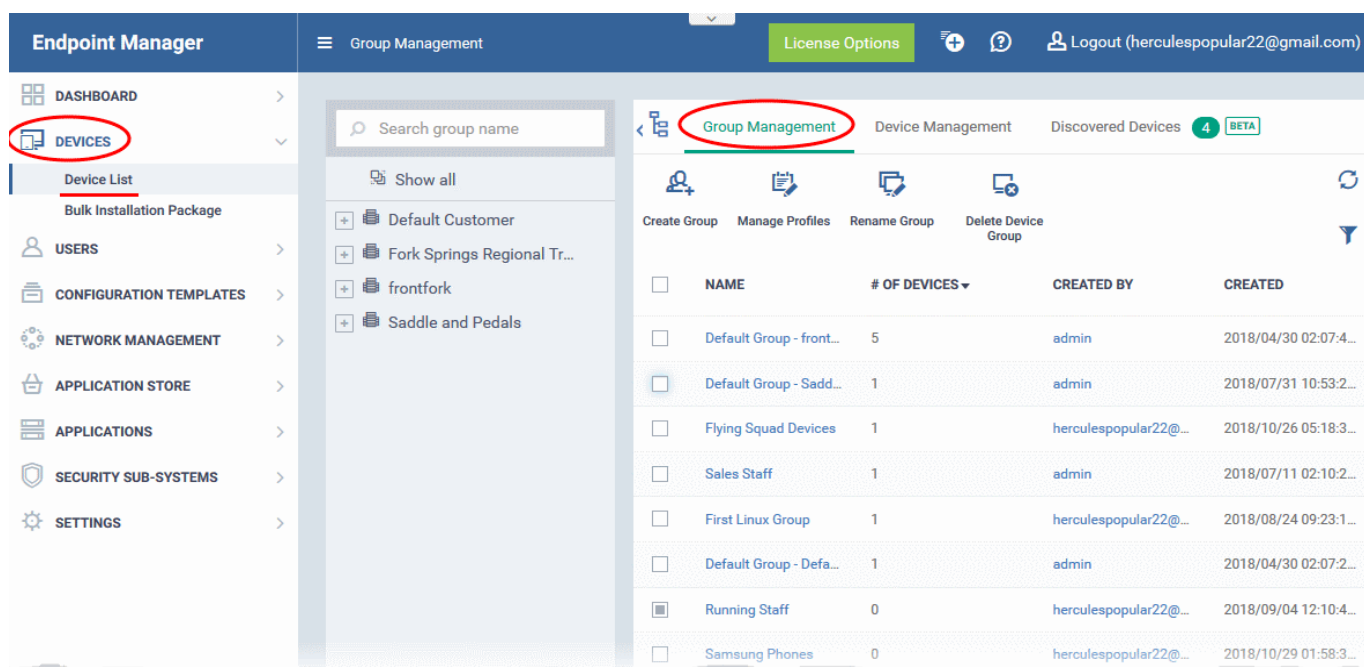 Endpoint Manager
Group Management
License Options
Logout (herculespopular22@gmail.com)
DASHBOARD
DEVICES
Device List
Bulk Installation Package
USERS
CONFIGURATION TEMPLATES
NETWORK MANAGEMENT
APPLICATION STORE
APPLICATIONS
SECURITY SUB-SYSTEMS
SETTINGS
Search group name
Show all
Default Customer
Fork Springs Regional Tr...
frontfork
Saddle and Pedals
Group Management Device Management Discovered Devices 4 BETA
Create Group Manage Profiles Rename Group Delete Device
Group
NAME # OF DEVICES CREATED BY CREATED
Default Group - front... 5 admin 2018/04/30 02:07:4...
Default Group - Sadd... 1 admin 2018/07/31 10:53:2...
Flying Squad Devices 1 herculespopular22@... 2018/10/26 05:18:3...
Sales Staff 1 admin 2018/07/11 02:10:2...
First Linux Group 1 herculespopular22@... 2018/08/24 09:23:1...
Default Group - Defa... 1 admin 2018/04/30 02:07:2...
Running Staff 0 herculespopular22@... 2018/09/04 12:10:4...
Samsung Phones 0 herculespopular22@... 2018/10/29 01:58:3...